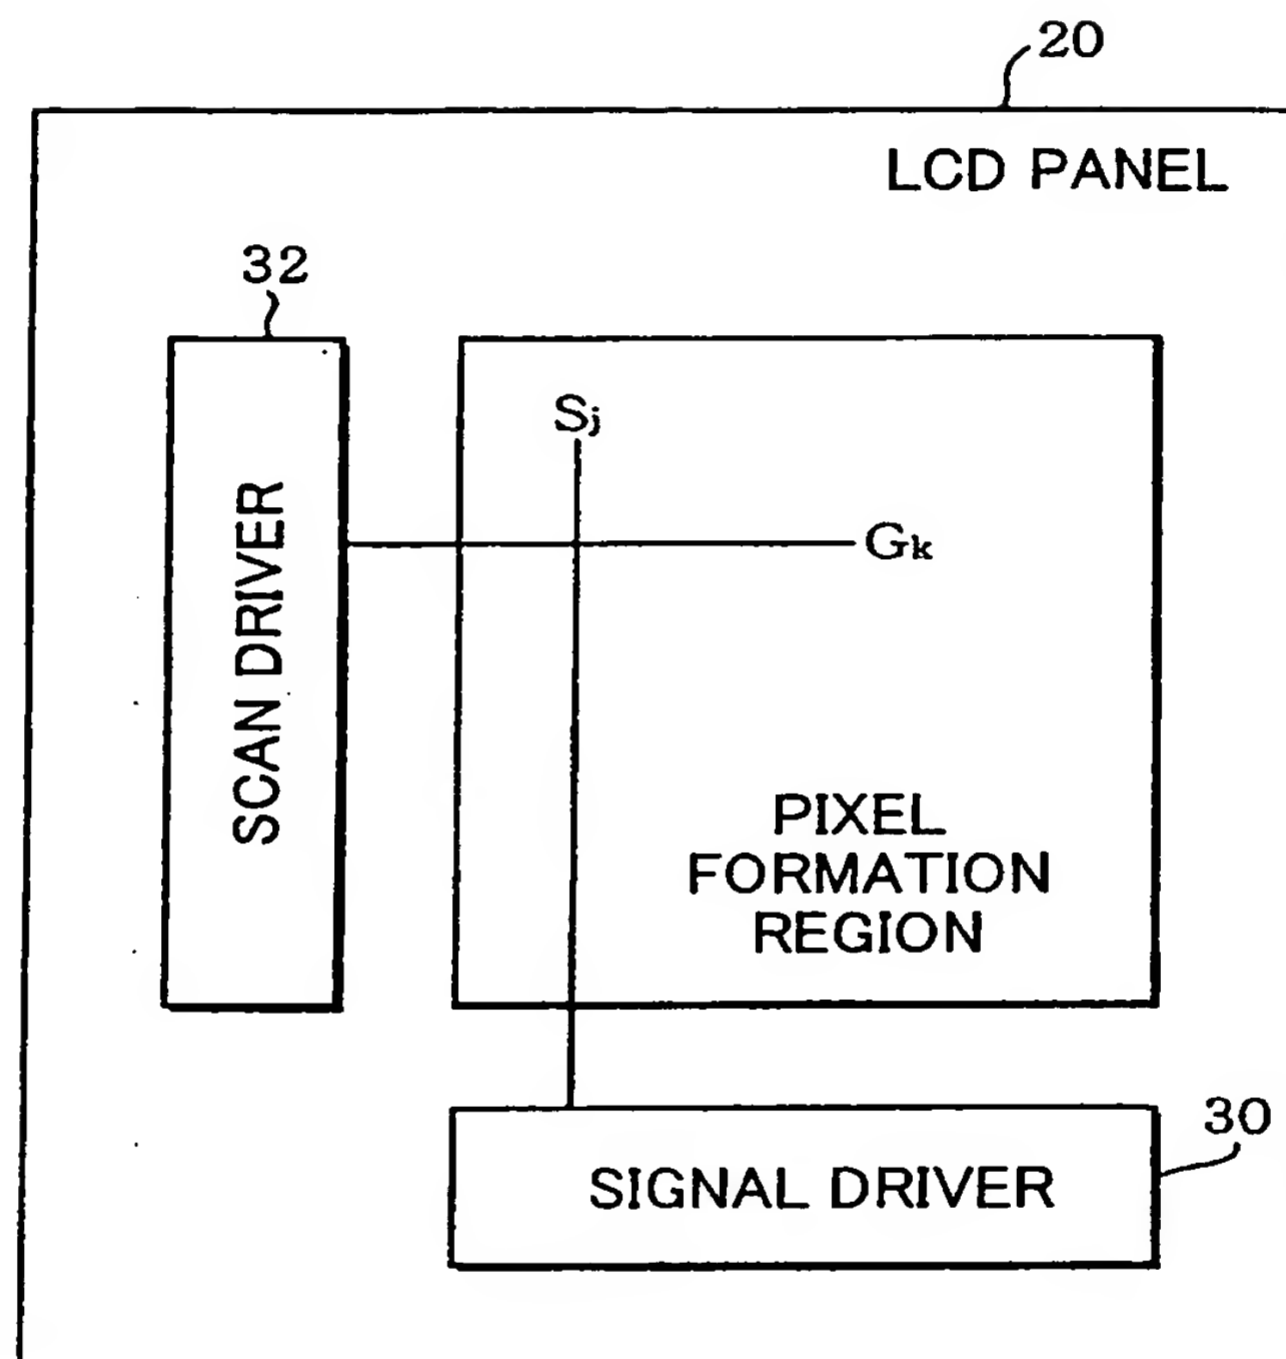 20
LCD PANEL
32
Sj
Gk
SCAN DRIVER
PIXEL
FORMATION
REGION
30
SIGNAL DRIVER